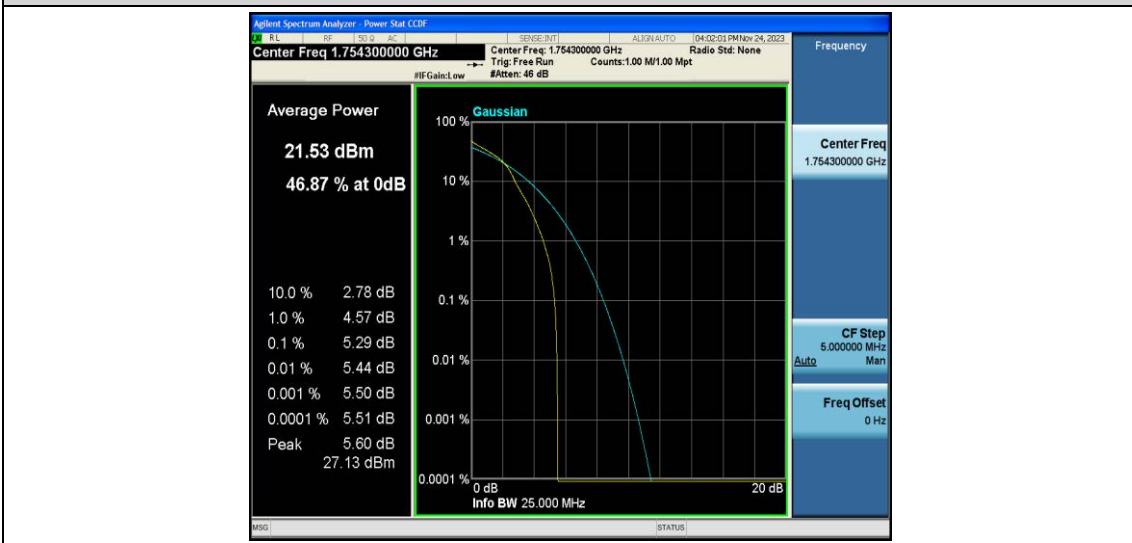 Agilent Spectrum Analyzer - Power Stat CCDF
LXI RL RF 50 Ω AC SENSE:INT ALIGN AUTO 04:02:01 PM Nov 24, 2023
Center Freq 1.754300000 GHz
Center Freq: 1.754300000 GHz Radio Std: None
Trig: Free Run Counts:1.00 M/1.00 Mpt
#IFGain:Low #Atten: 46 dB
Frequency
Average Power
21.53 dBm
46.87 % at 0dB
10.0 % 2.78 dB
1.0 % 4.57 dB
0.1 % 5.29 dB
0.01 % 5.44 dB
0.001 % 5.50 dB
0.0001 % 5.51 dB
Peak 5.60 dB
27.13 dBm
Gaussian
100 %
10 %
1 %
0.1 %
0.01 %
0.001 %
0.0001 %
0 dB 20 dB
Info BW 25.000 MHz
Center Freq
1.754300000 GHz
CF Step
5.000000 MHz
Auto Man
Freq Offset
0 Hz
MSG STATUS